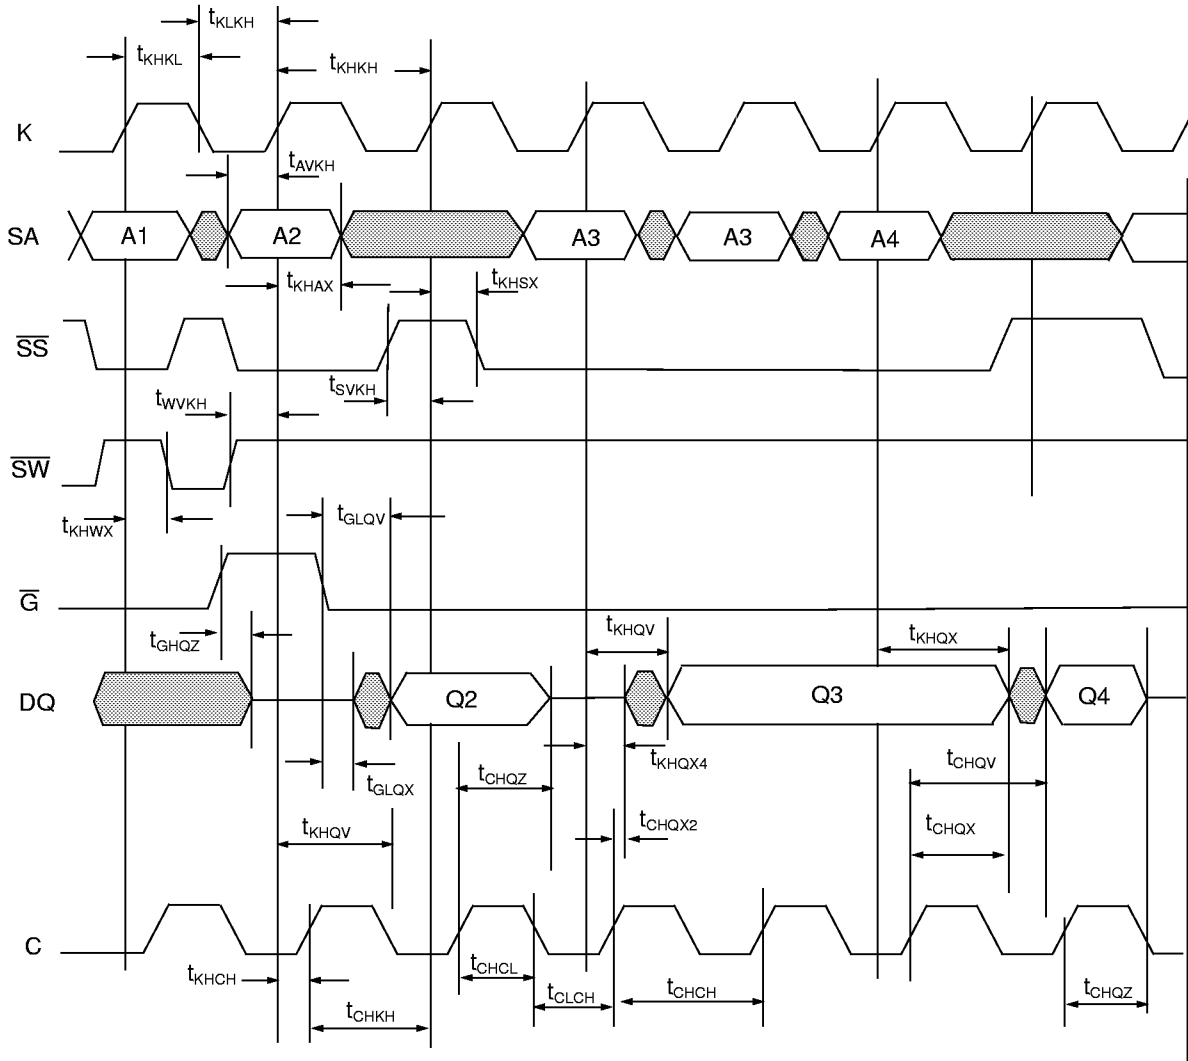 tKLKH
tKHKL
tKHKH
K
tAVKH
SA
A1
A2
A3
A3
A4
tKHAX
tKHSX
SS
tSVKH
tWVKH
SW
tKHWX
tGLQV
G
tGHQZ
tKHQV
tKHQX
DQ
Q2
Q3
Q4
tGLQX
tCHQZ
tKHQX4
tCHQV
tKHQV
tCHQX2
tCHQX
C
tKHCH
tCHCL
tCLCH
tCHCH
tCHQZ
tCHKH